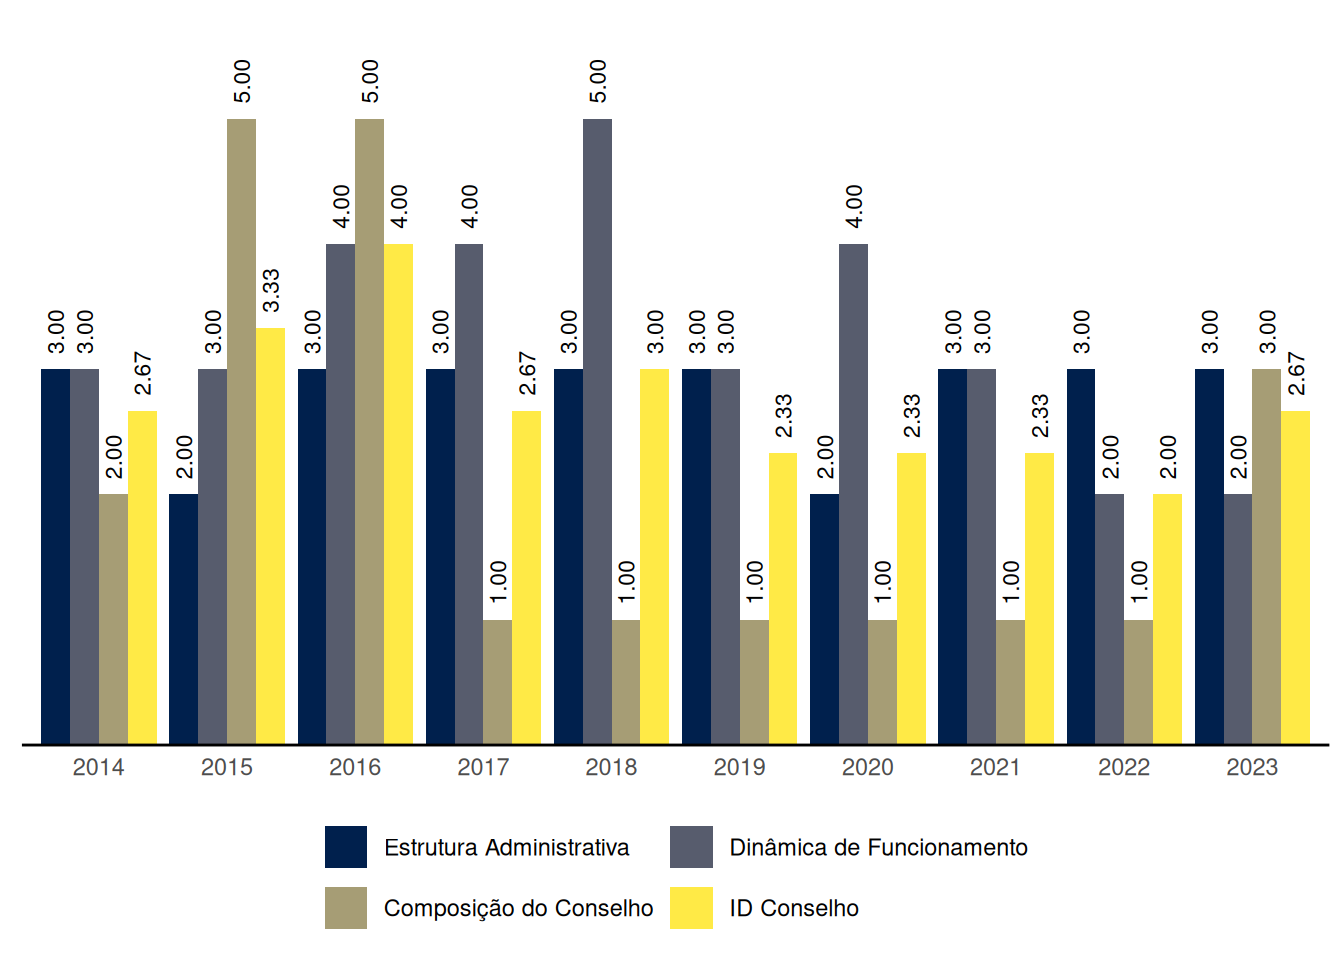 3.00 3.00 2.00 2.67 2.00 3.00 5.00 3.33 3.00 4.00 5.00 4.00 3.00 4.00 1.00 2.67 3.00 5.00 1.00 3.00 3.00 3.00 1.00 2.33 2.00 4.00 1.00 2.33 3.00 3.00 1.00 2.33 3.00 2.00 1.00 2.00 3.00 2.00 3.00 2.67
2014 2015 2016 2017 2018 2019 2020 2021 2022 2023
Estrutura Administrativa Dinâmica de Funcionamento
Composição do Conselho ID Conselho